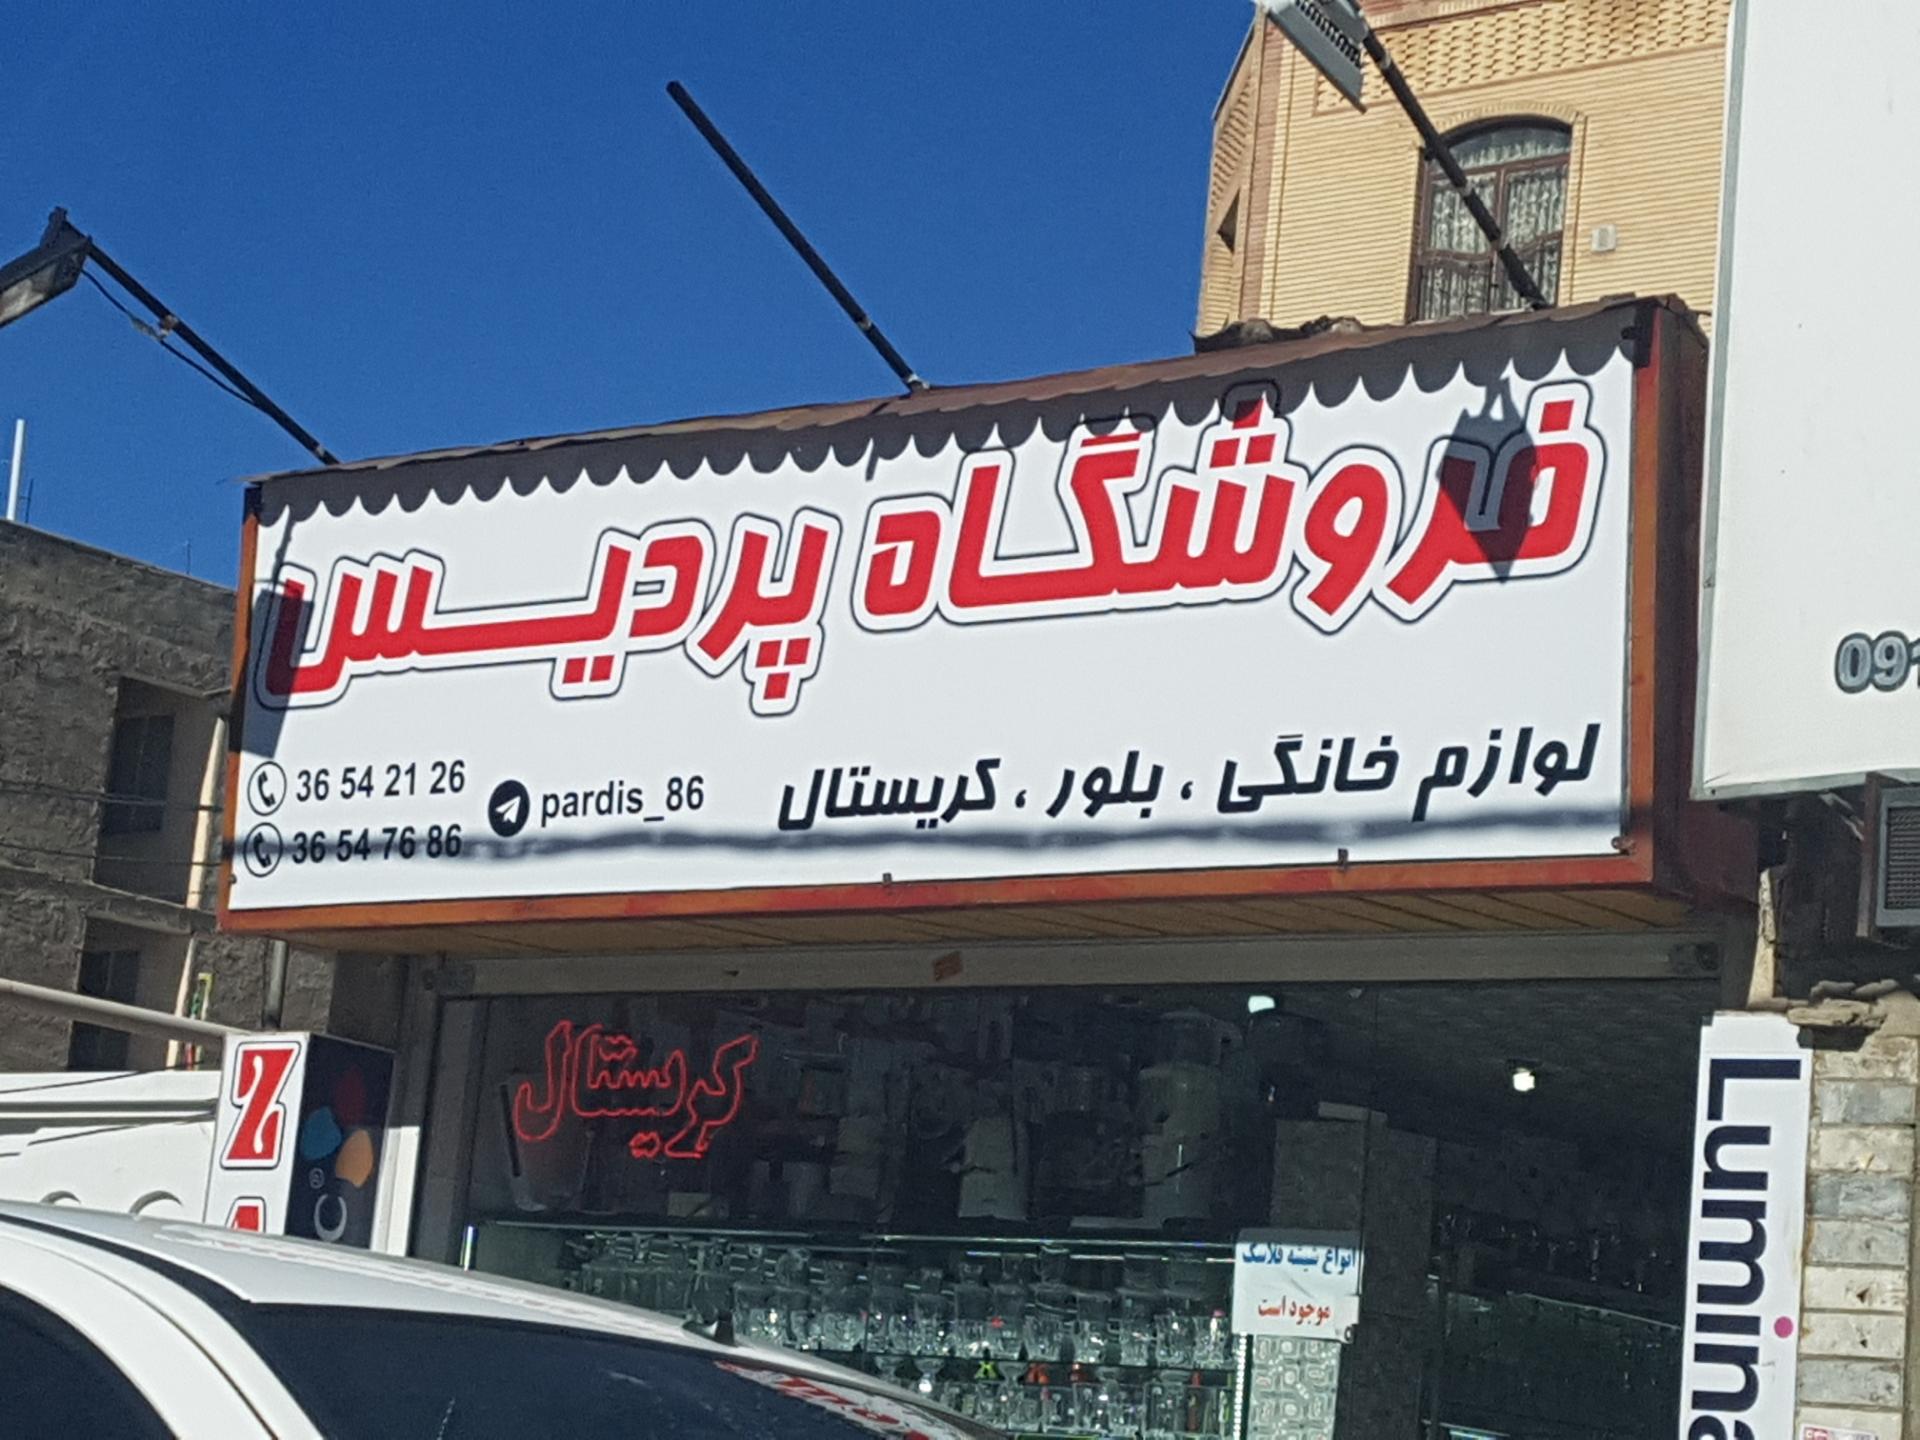 فروشگاه پردیس
لوازم خانگی ، بلور ، کریستال
pardis_86
36 54 21 26
36 54 76 86
091
کریستال
انواع شیشه فلاسک
موجود است
Lumina
Z